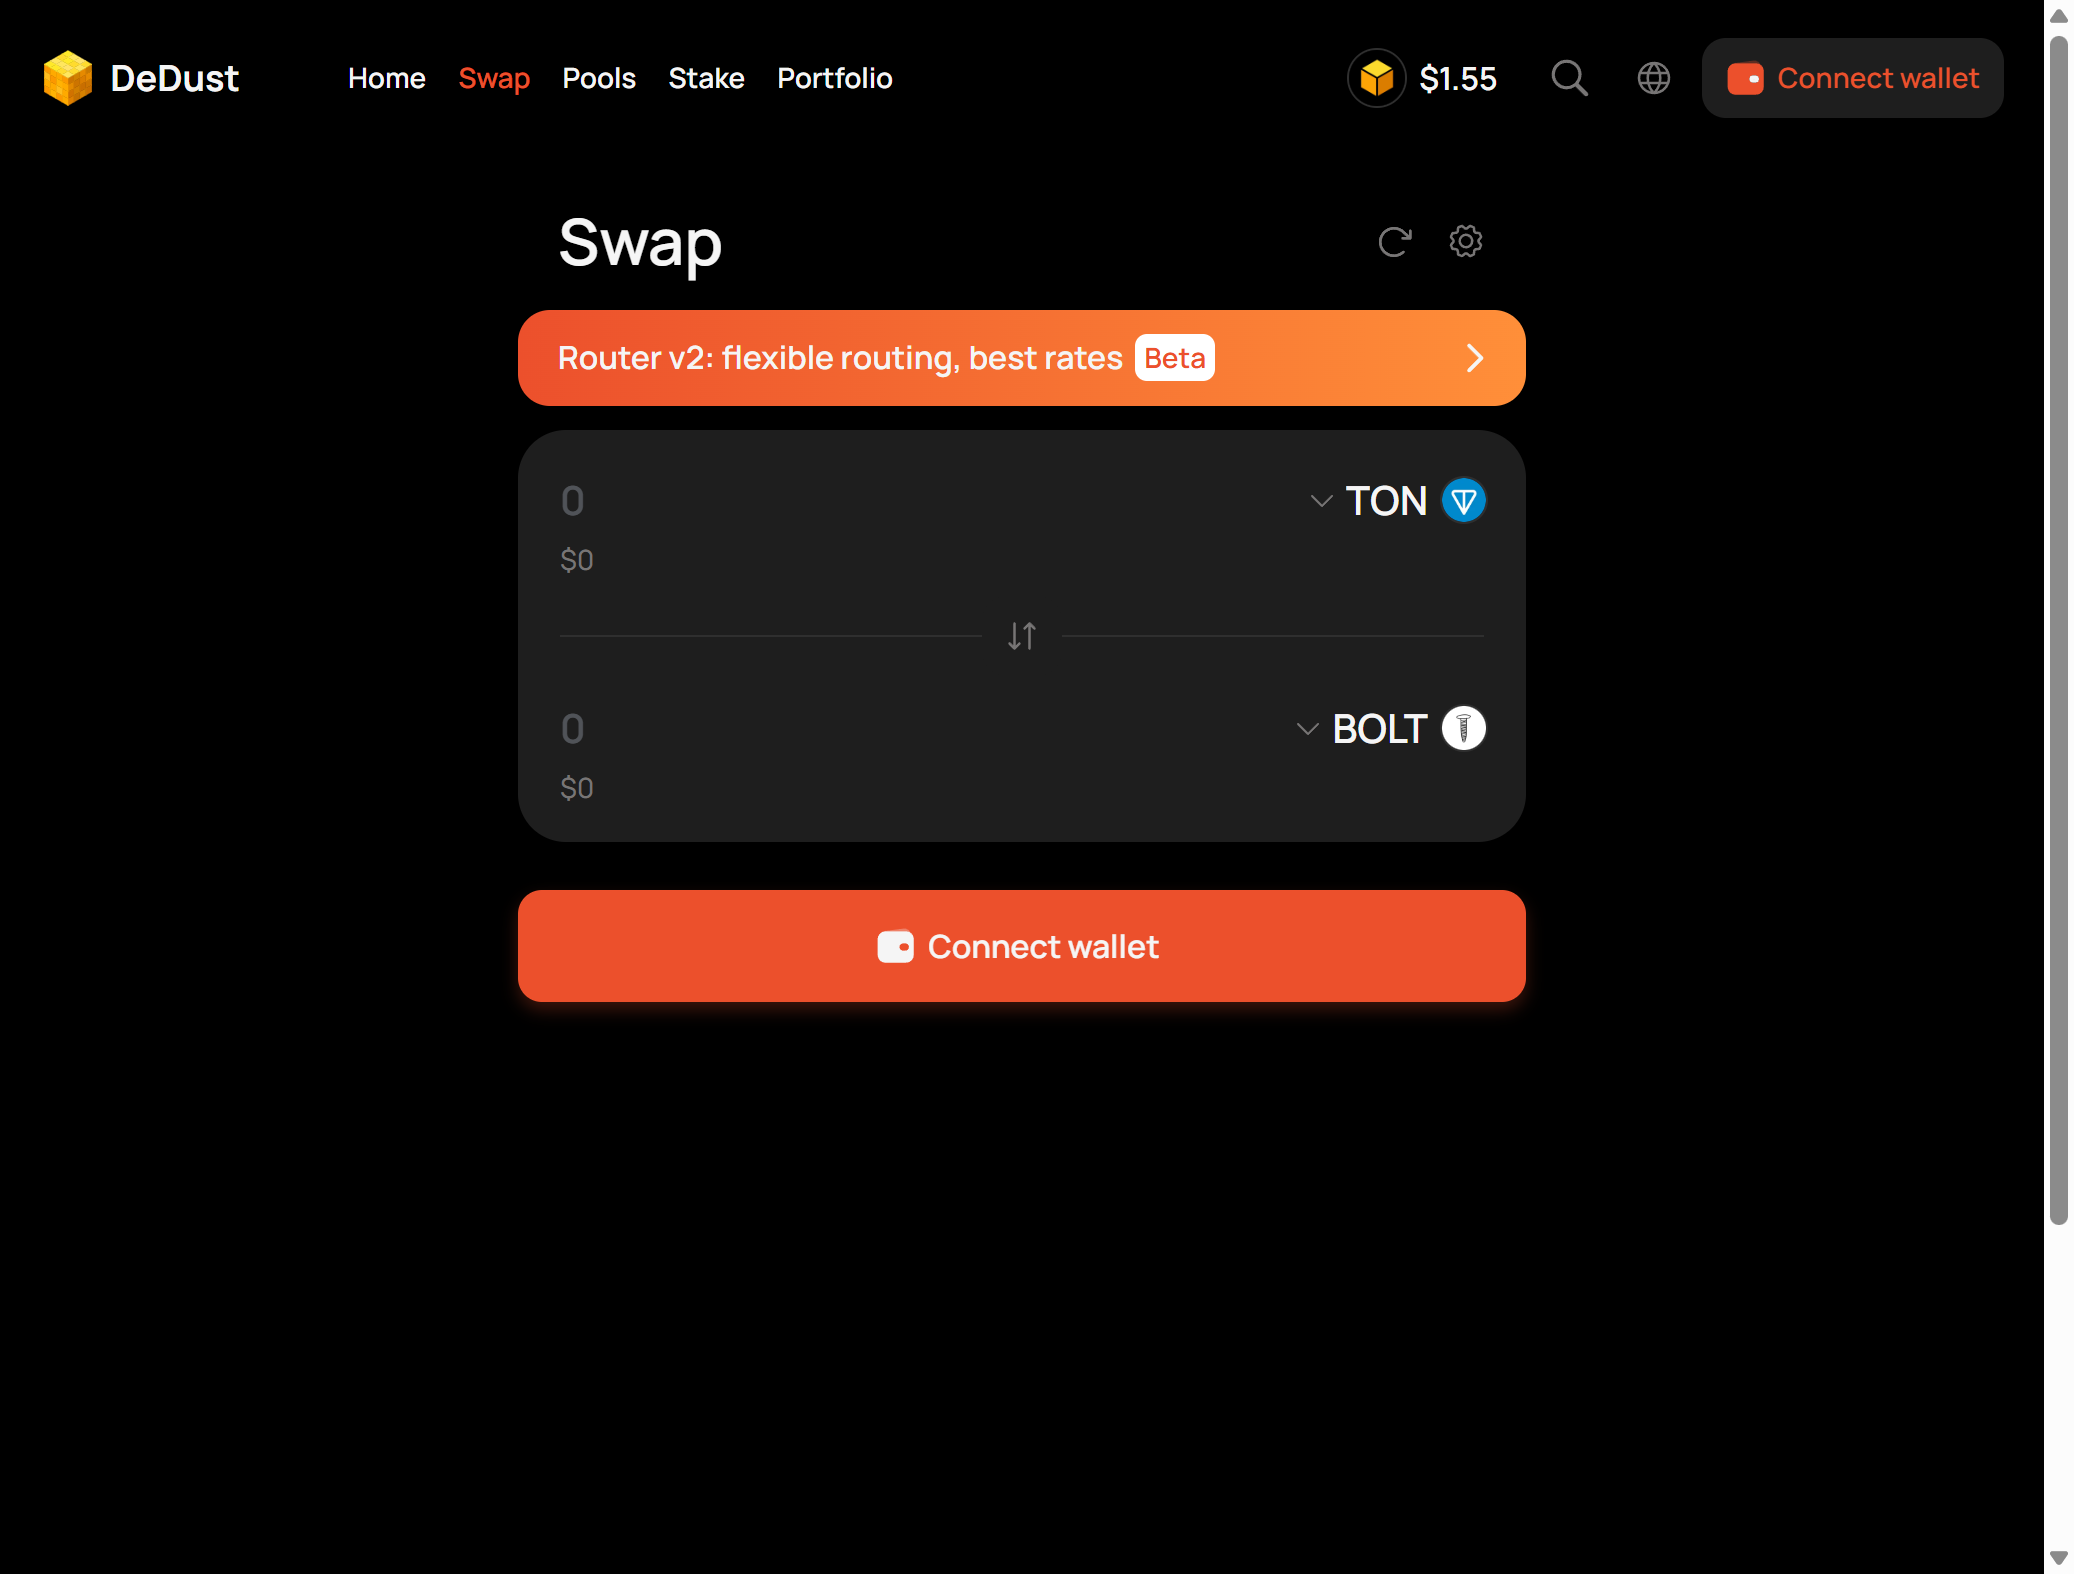 DeDust
Home
Swap
Pools
Stake
Portfolio
$1.55
Connect wallet
Swap
Router v2: flexible routing, best rates
Beta
0
TON
$0
0
BOLT
$0
Connect wallet